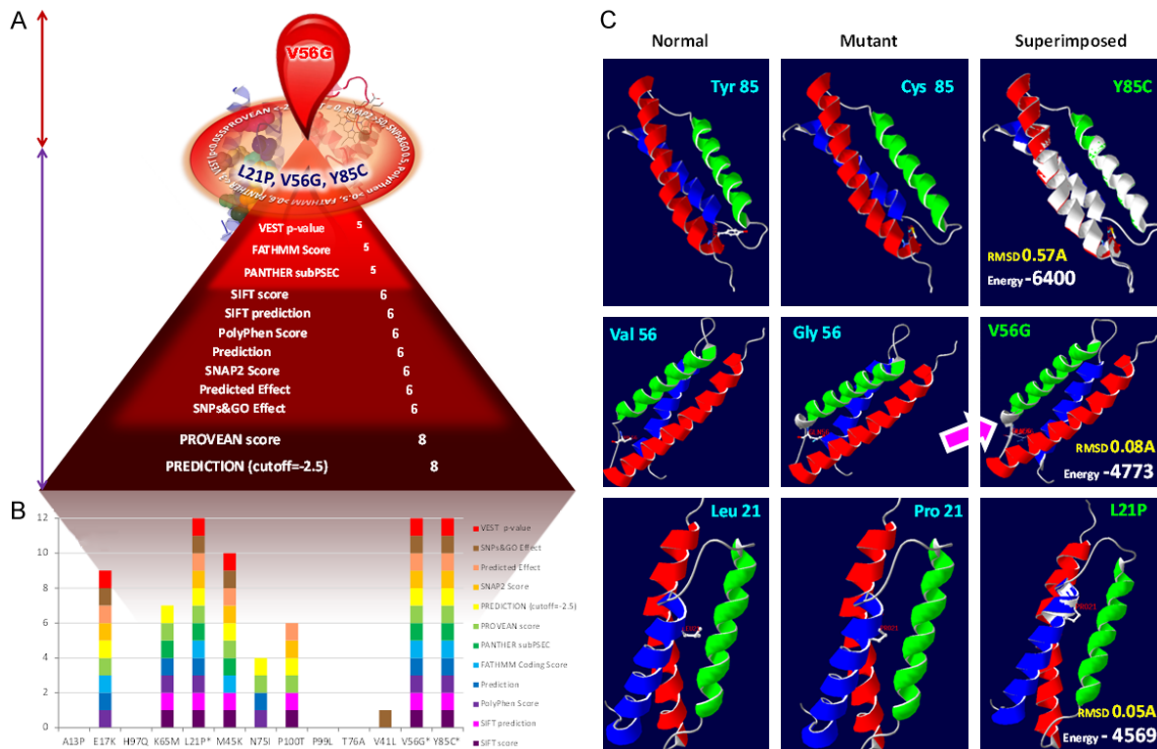 A
V56G
L21P, V56G, Y85C
VEST p-value 5
FATHMM Score 5
PANTHER subPSEC 5
SIFT score 6
SIFT prediction 6
PolyPhen Score 6
Prediction 6
SNAP2 Score 6
Predicted Effect 6
SNPs&GO Effect 6
PROVEAN score 8
PREDICTION (cutoff=-2.5) 8
B
12
10
8
6
4
2
0
A13P E17K H97Q K65M L21P* M45K N75I P100T P99L T76A V41L V56G* Y85C*
VEST p-value
SNPs&GO Effect
Predicted Effect
SNAP2 Score
PREDICTION (cutoff=-2.5)
PROVEAN score
PANTHER subPSEC
FATHMM Coding Score
Prediction
PolyPhen Score
SIFT prediction
SIFT score
C
Normal Mutant Superimposed
Tyr 85
Cys 85
Y85C
RMSD 0.57A
Energy -6400
Val 56
Gly 56
V56G
RMSD 0.08A
Energy -4773
Leu 21
Pro 21
L21P
RMSD 0.05A
Energy - 4569